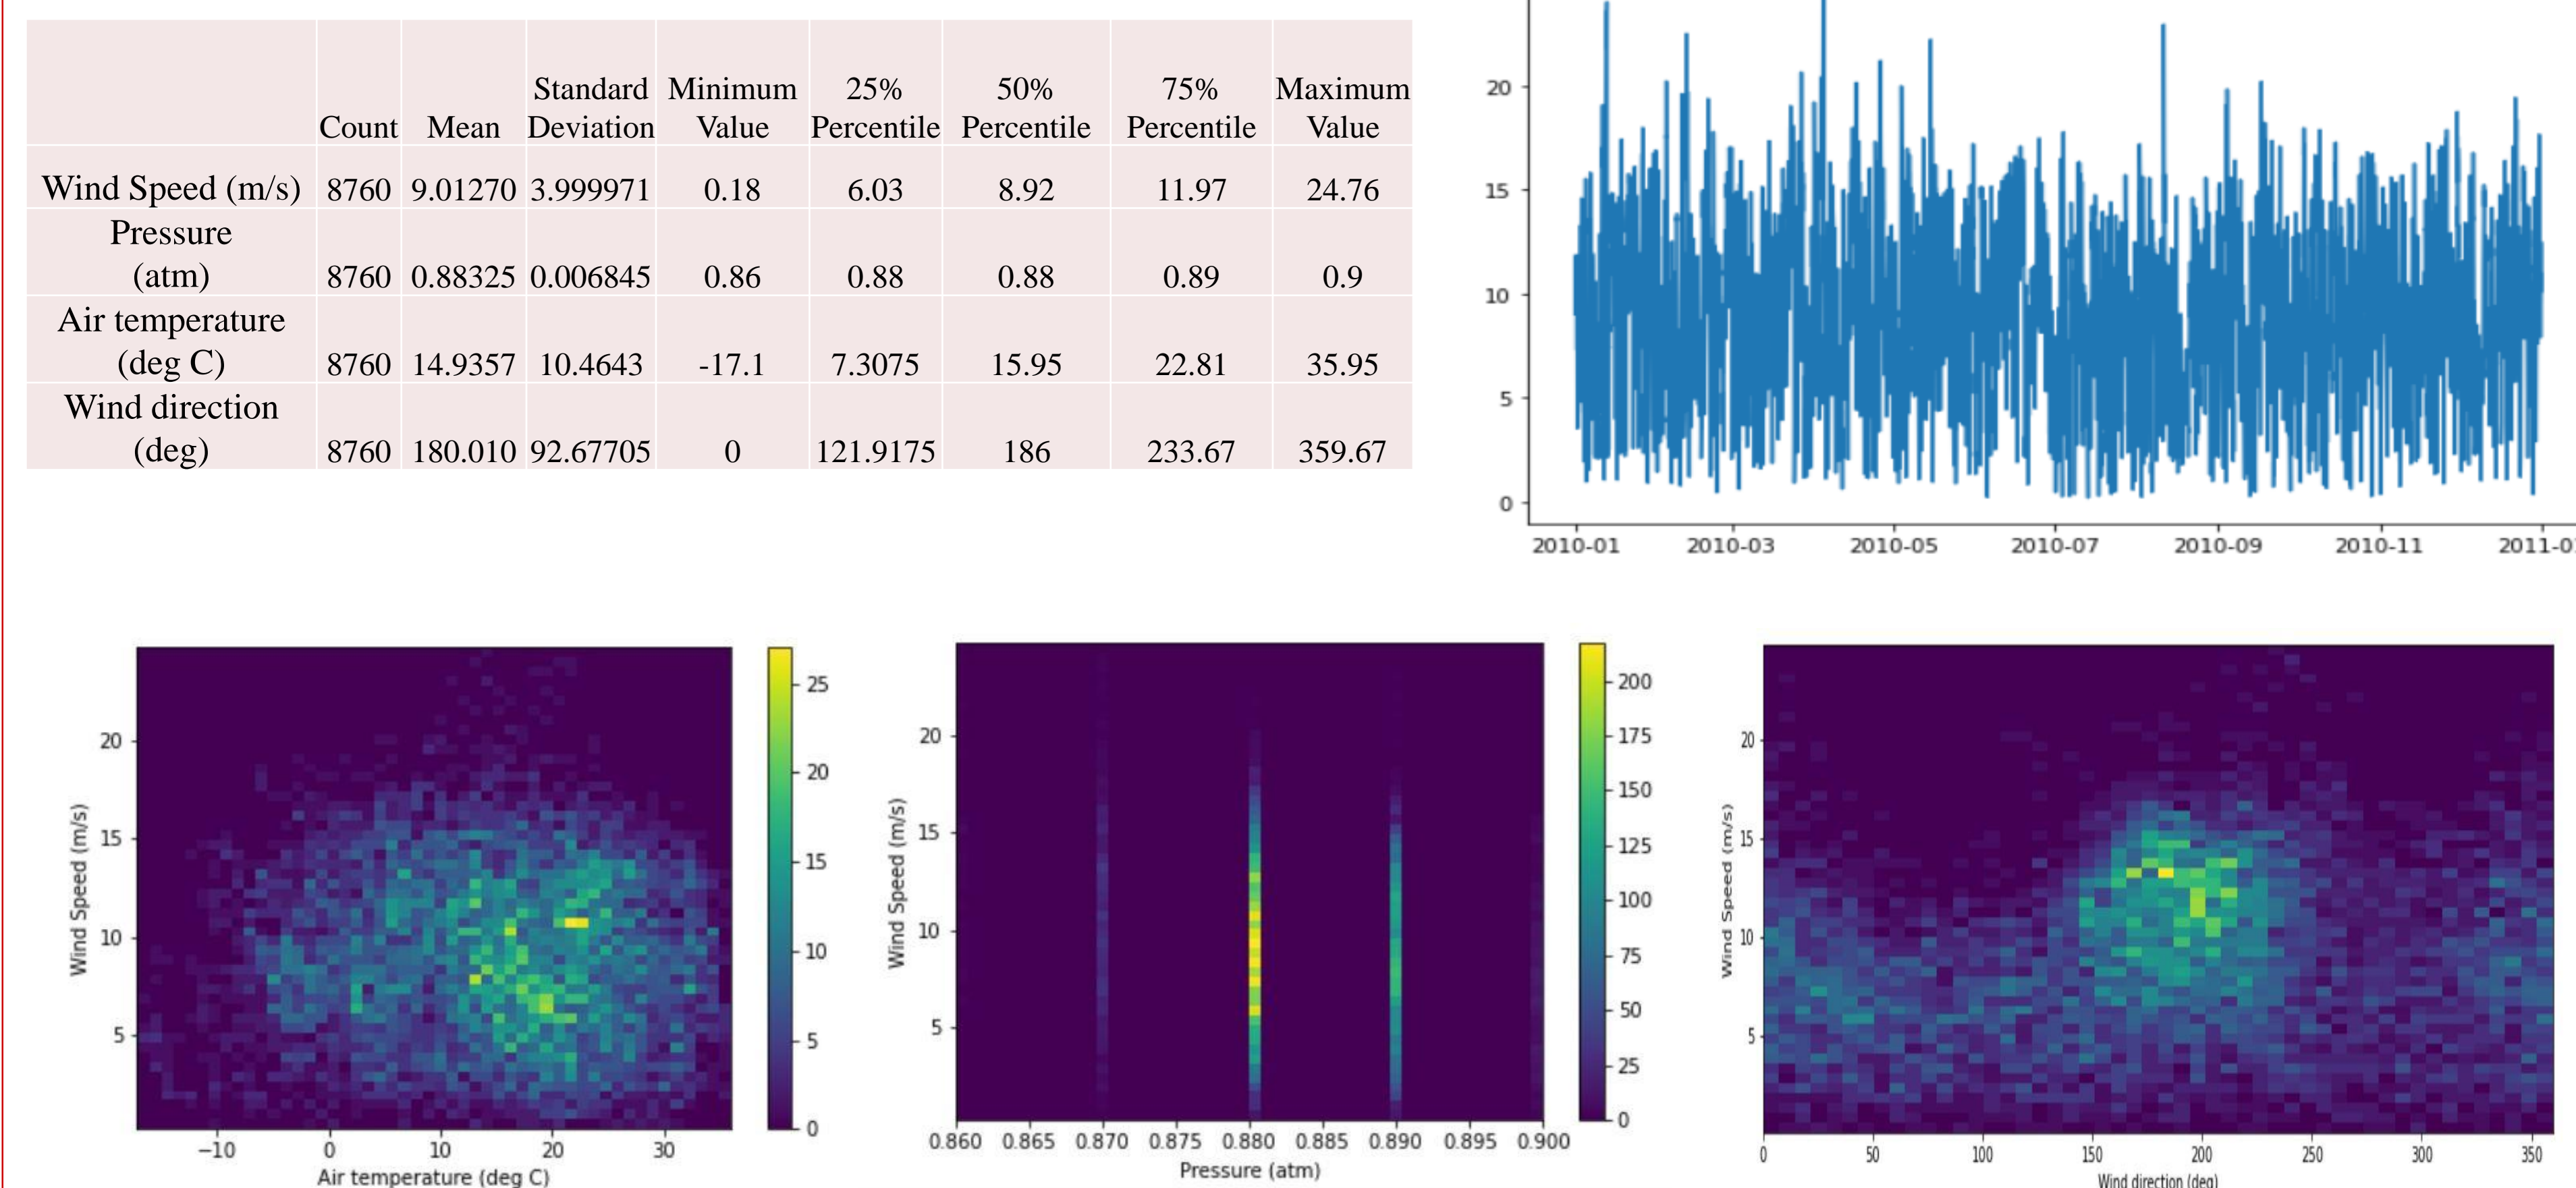 Count Mean Standard Deviation Minimum Value 25% Percentile 50% Percentile 75% Percentile Maximum Value
Wind Speed (m/s) 8760 9.01270 3.999971 0.18 6.03 8.92 11.97 24.76
Pressure (atm) 8760 0.88325 0.006845 0.86 0.88 0.88 0.89 0.9
Air temperature (deg C) 8760 14.9357 10.4643 -17.1 7.3075 15.95 22.81 35.95
Wind direction (deg) 8760 180.010 92.67705 0 121.9175 186 233.67 359.67
20
15
10
5
0
2010-01 2010-03 2010-05 2010-07 2010-09 2010-11 2011-0
Wind Speed (m/s)
20
15
10
5
−10 0 10 20 30
Air temperature (deg C)
25
20
15
10
5
0
Wind Speed (m/s)
20
15
10
5
0.860 0.865 0.870 0.875 0.880 0.885 0.890 0.895 0.900
Pressure (atm)
200
175
150
125
100
75
50
25
0
Wind Speed (m/s)
20
15
10
5
0 50 100 150 200 250 300 350
Wind direction (deg)